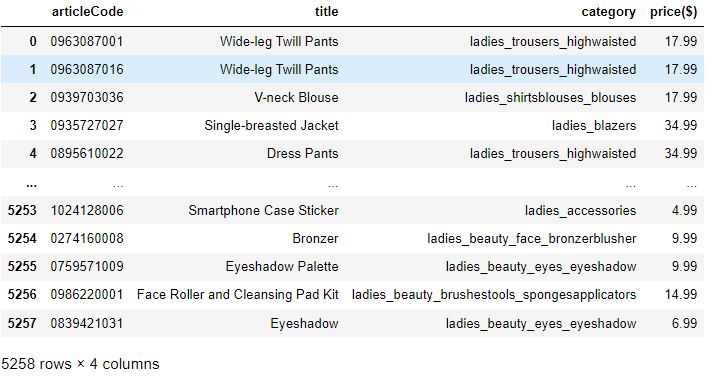 articleCode title category price($)
0 0963087001 Wide-leg Twill Pants ladies_trousers_highwaisted 17.99
1 0963087016 Wide-leg Twill Pants ladies_trousers_highwaisted 17.99
2 0939703036 V-neck Blouse ladies_shirtsblouses_blouses 17.99
3 0935727027 Single-breasted Jacket ladies_blazers 34.99
4 0895610022 Dress Pants ladies_trousers_highwaisted 34.99
... ... ... ... ...
5253 1024128006 Smartphone Case Sticker ladies_accessories 4.99
5254 0274160008 Bronzer ladies_beauty_face_bronzerblusher 9.99
5255 0759571009 Eyeshadow Palette ladies_beauty_eyes_eyeshadow 9.99
5256 0986220001 Face Roller and Cleansing Pad Kit ladies_beauty_brushestools_spongesapplicators 14.99
5257 0839421031 Eyeshadow ladies_beauty_eyes_eyeshadow 6.99
5258 rows × 4 columns